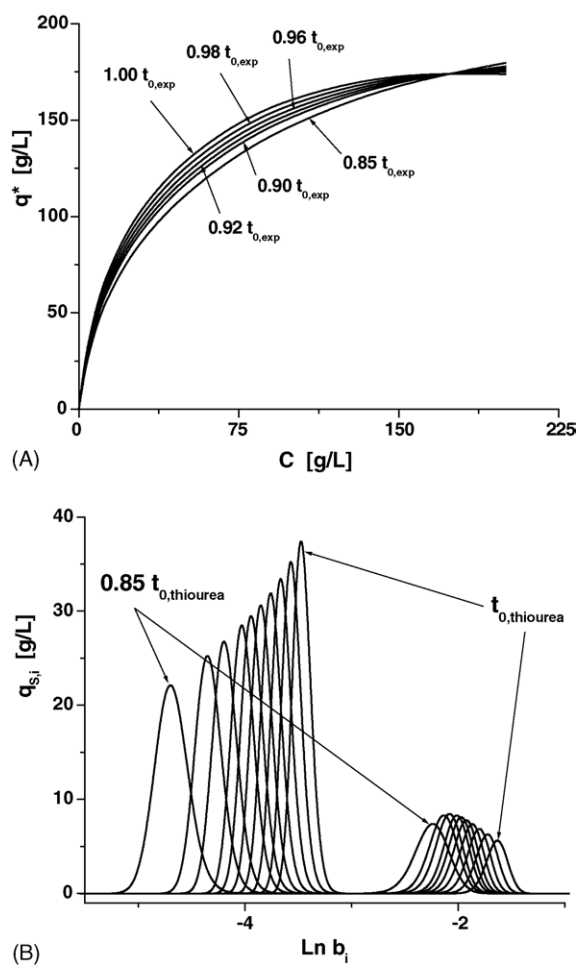 200
150
100
50
0
q* [g/L]
1.00 t0,exp
0.98 t0,exp
0.96 t0,exp
0.85 t0,exp
0.90 t0,exp
0.92 t0,exp
0 75 150 225
C [g/L]
(A)
40
30
20
10
0
qS,i [g/L]
0.85 t0,thiourea
t0,thiourea
-4 -2
Ln bi
(B)